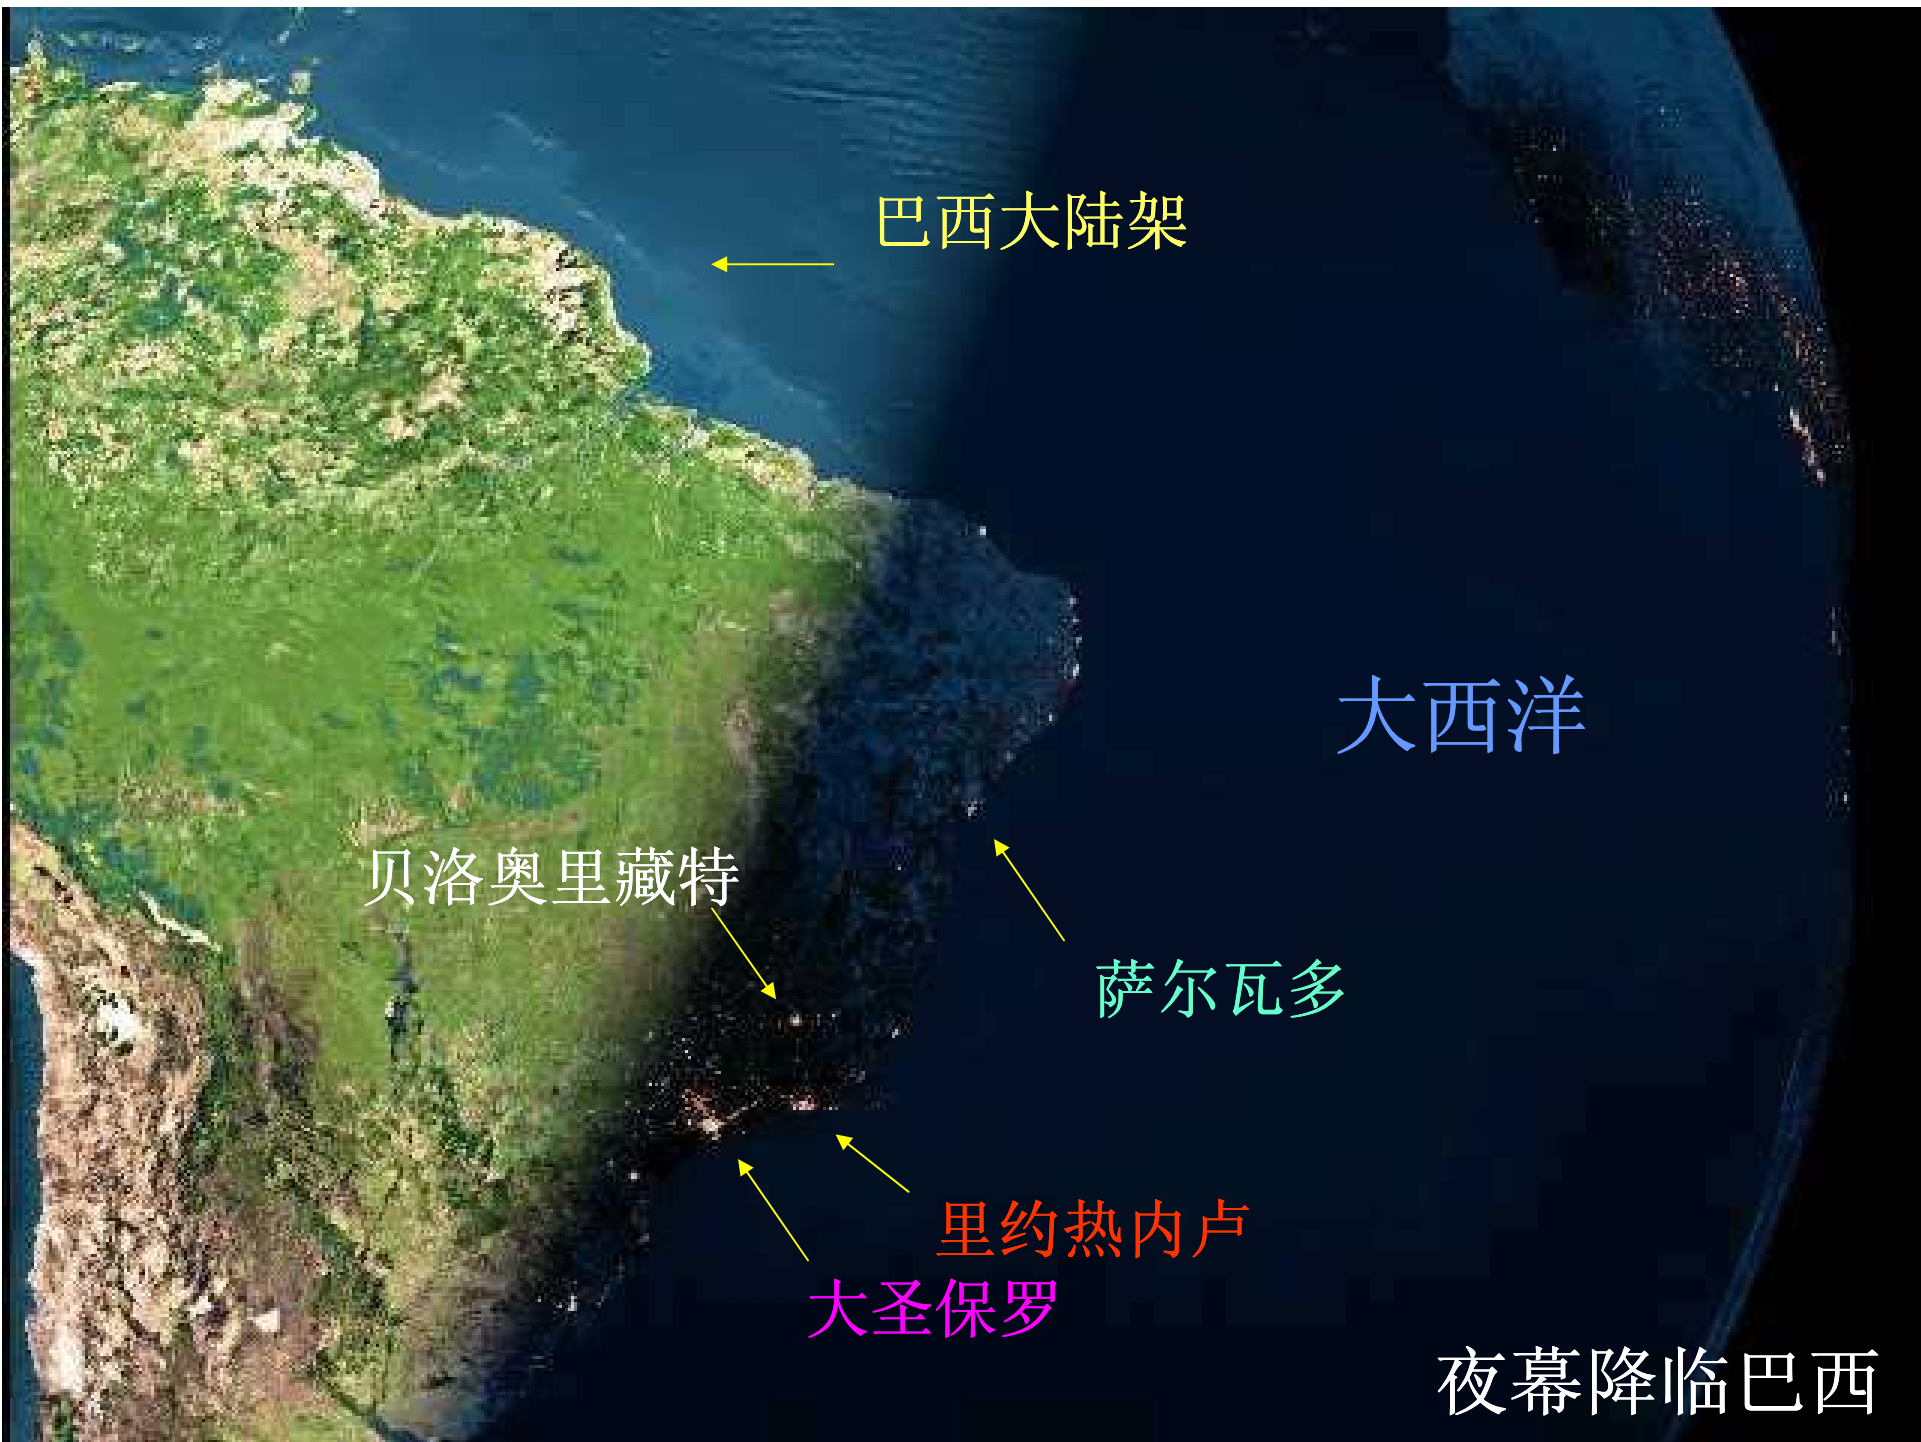 巴西大陆架
大西洋
贝洛奥里藏特
萨尔瓦多
里约热内卢
大圣保罗
夜幕降临巴西